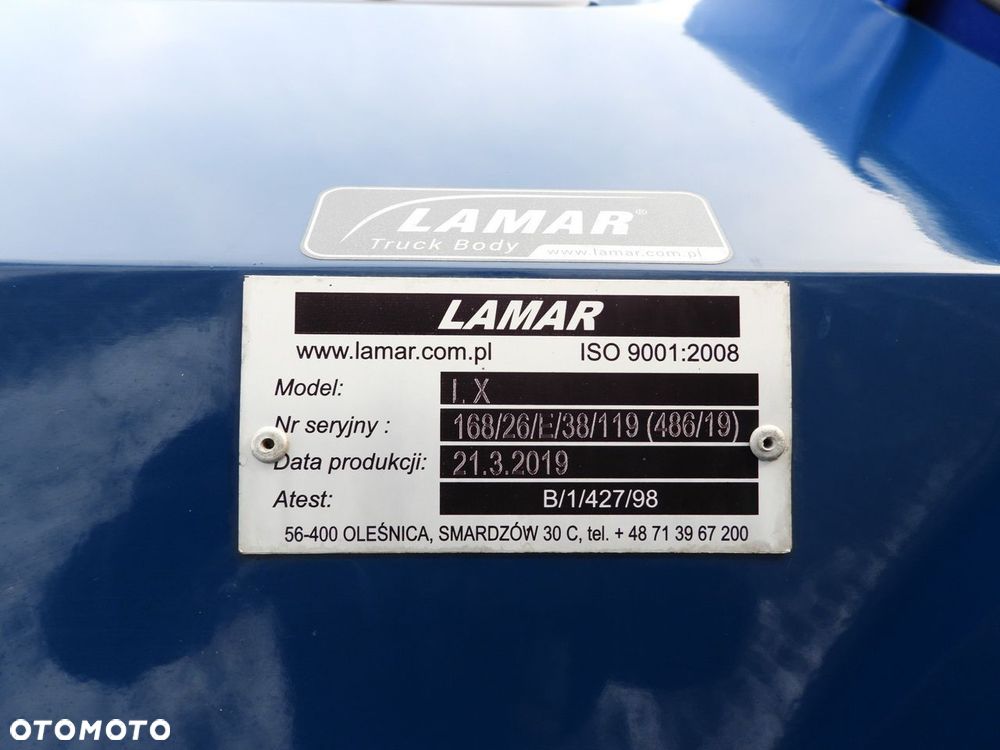 LAMAR®
Truck Body
www.lamar.com.pl
LAMAR
www.lamar.com.pl ISO 9001:2008
Model: LX
Nr seryjny : 168/26/E/38/119 (486/19)
Data produkcji: 21.3.2019
Atest: B/1/427/98
56-400 OLEŚNICA, SMARDZÓW 30 C, tel. + 48 71 39 67 200
OTOMOTO